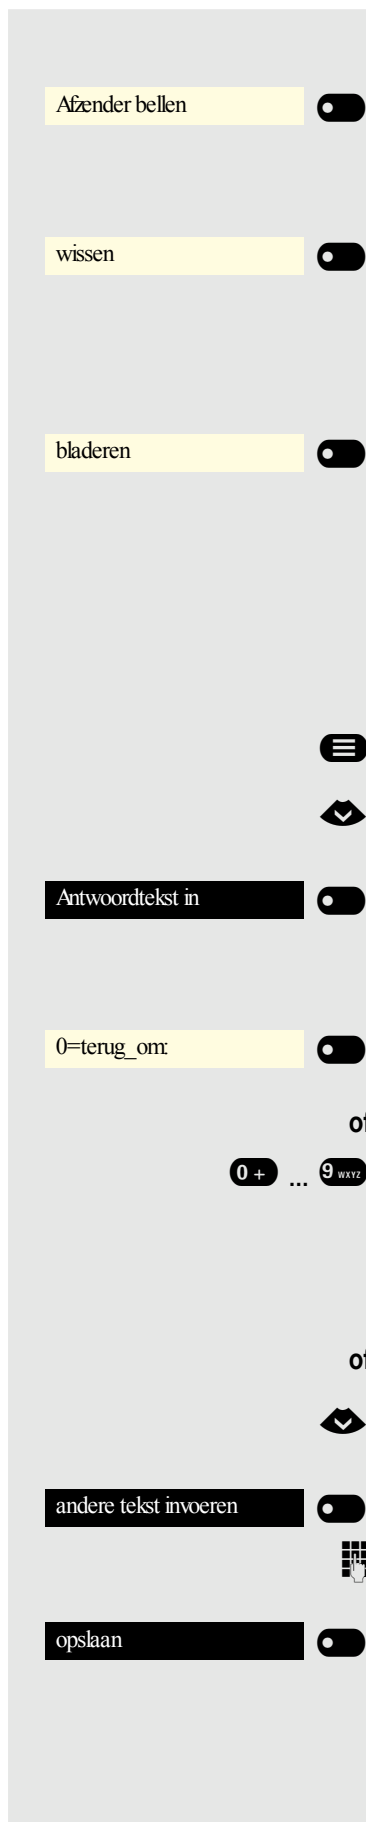 Afzender bellen
wissen
bladeren
Antwoordtekst in
0=terug_om:
of
0 + ... 9 WXYZ
of
andere tekst invoeren
opslaan